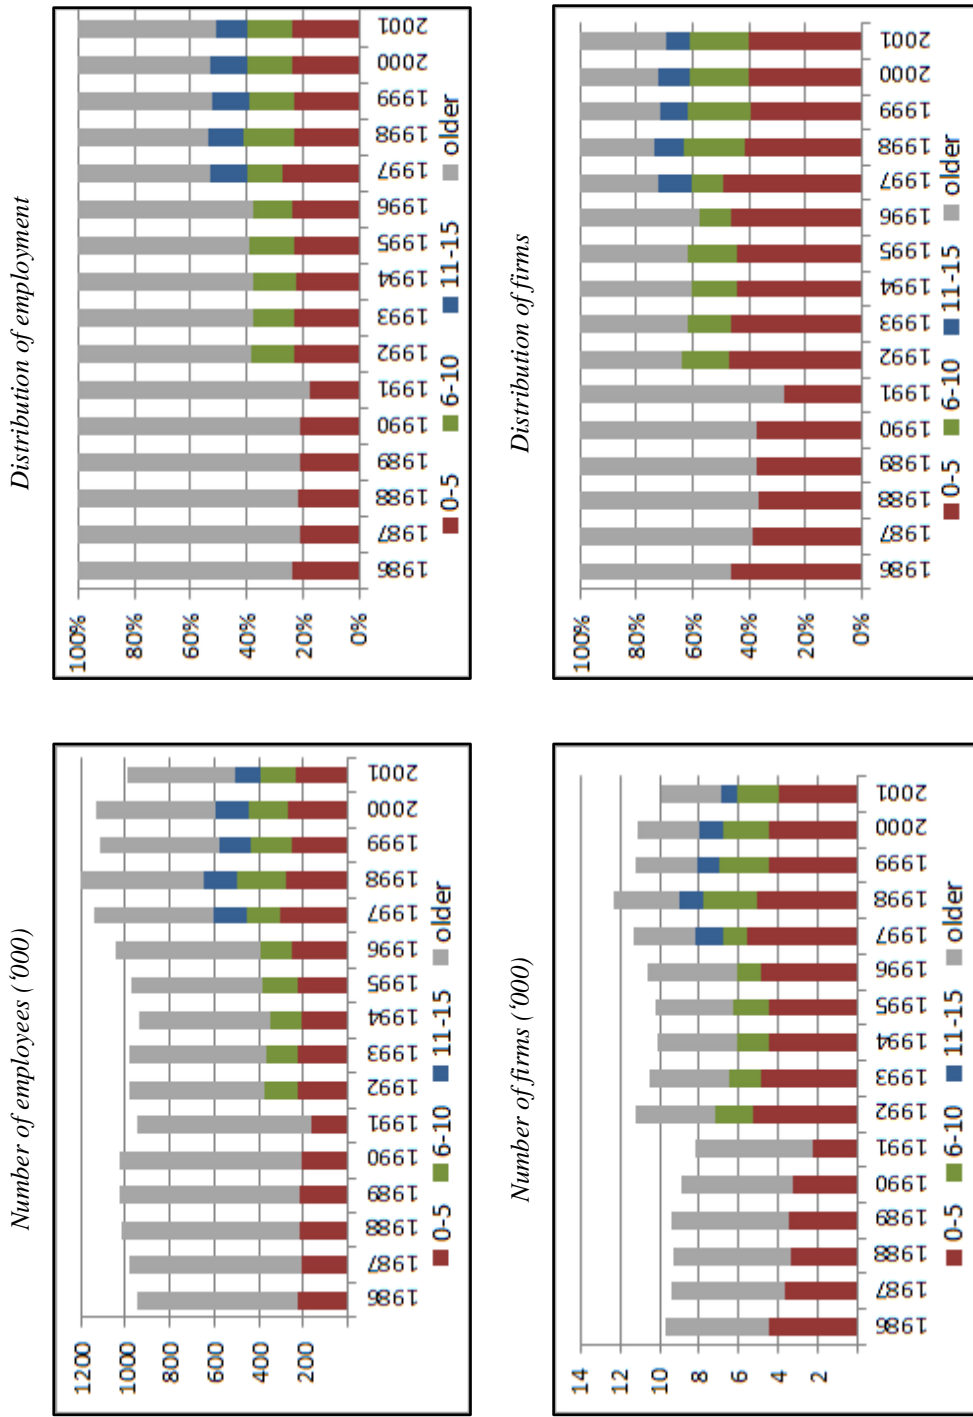 Number of employees (‘000)
1200
1000
800
600
400
200
1986 1987 1988 1989 1990 1991 1992 1993 1994 1995 1996 1997 1998 1999 2000 2001
0-5 6-10 11-15 older
Distribution of employment
100%
80%
60%
40%
20%
0%
1986 1987 1988 1989 1990 1991 1992 1993 1994 1995 1996 1997 1998 1999 2000 2001
0-5 6-10 11-15 older
Number of firms (‘000)
14
12
10
8
6
4
2
1986 1987 1988 1989 1990 1991 1992 1993 1994 1995 1996 1997 1998 1999 2000 2001
0-5 6-10 11-15 older
Distribution of firms
100%
80%
60%
40%
20%
0%
1986 1987 1988 1989 1990 1991 1992 1993 1994 1995 1996 1997 1998 1999 2000 2001
0-5 6-10 11-15 older